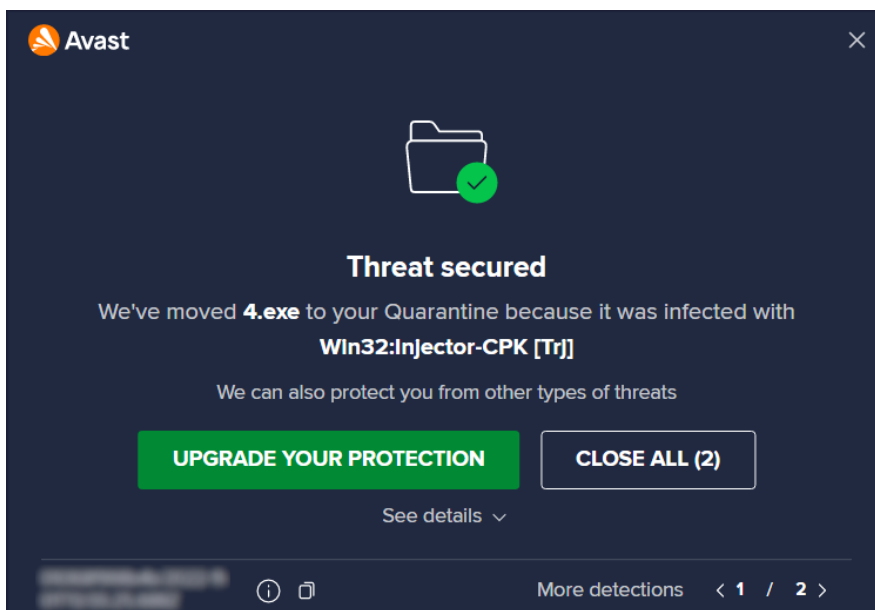 Avast
Threat secured
We've moved 4.exe to your Quarantine because it was infected with
Win32:Injector-CPK [Trj]
We can also protect you from other types of threats
UPGRADE YOUR PROTECTION
CLOSE ALL (2)
See details
More detections < 1 / 2 >